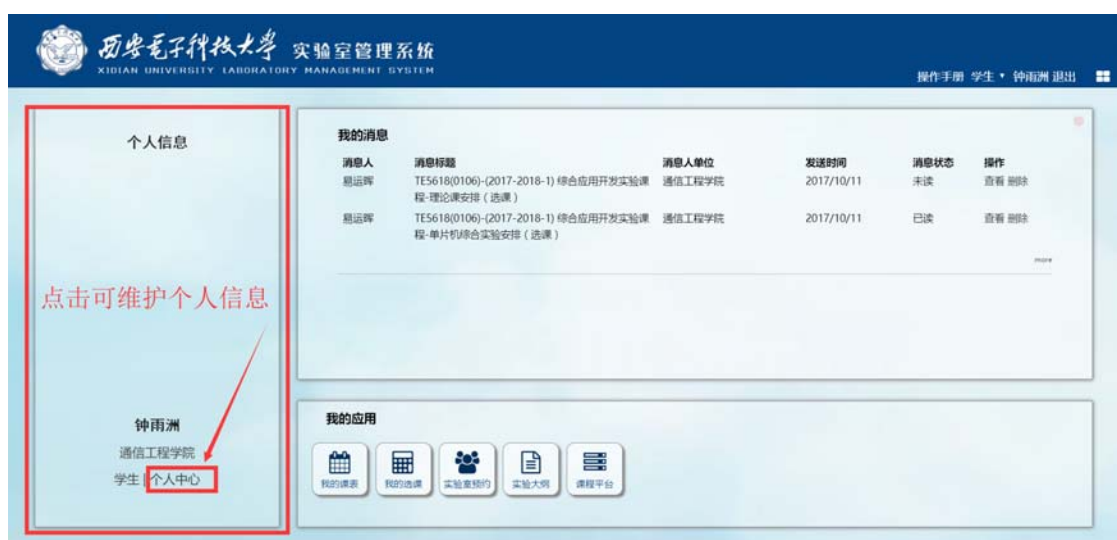 西安电子科技大学 实验室管理系统
XIDIAN UNIVERSITY LABORATORY MANAGEMENT SYSTEM
操作手册 学生 钟雨洲 退出
个人信息
点击可维护个人信息
钟雨洲
通信工程学院
学生 | 个人中心
我的消息
消息人 消息标题 消息人单位 发送时间 消息状态 操作
易运晖 TE5618(0106)-(2017-2018-1) 综合应用开发实验课 通信工程学院 2017/10/11 未读 查看 删除
程-理论课安排（选课）
易运晖 TE5618(0106)-(2017-2018-1) 综合应用开发实验课 通信工程学院 2017/10/11 已读 查看 删除
程-单片机综合实验安排（选课）
more
我的应用
我的课表 我的选课 实验室预约 实验大纲 课程平台